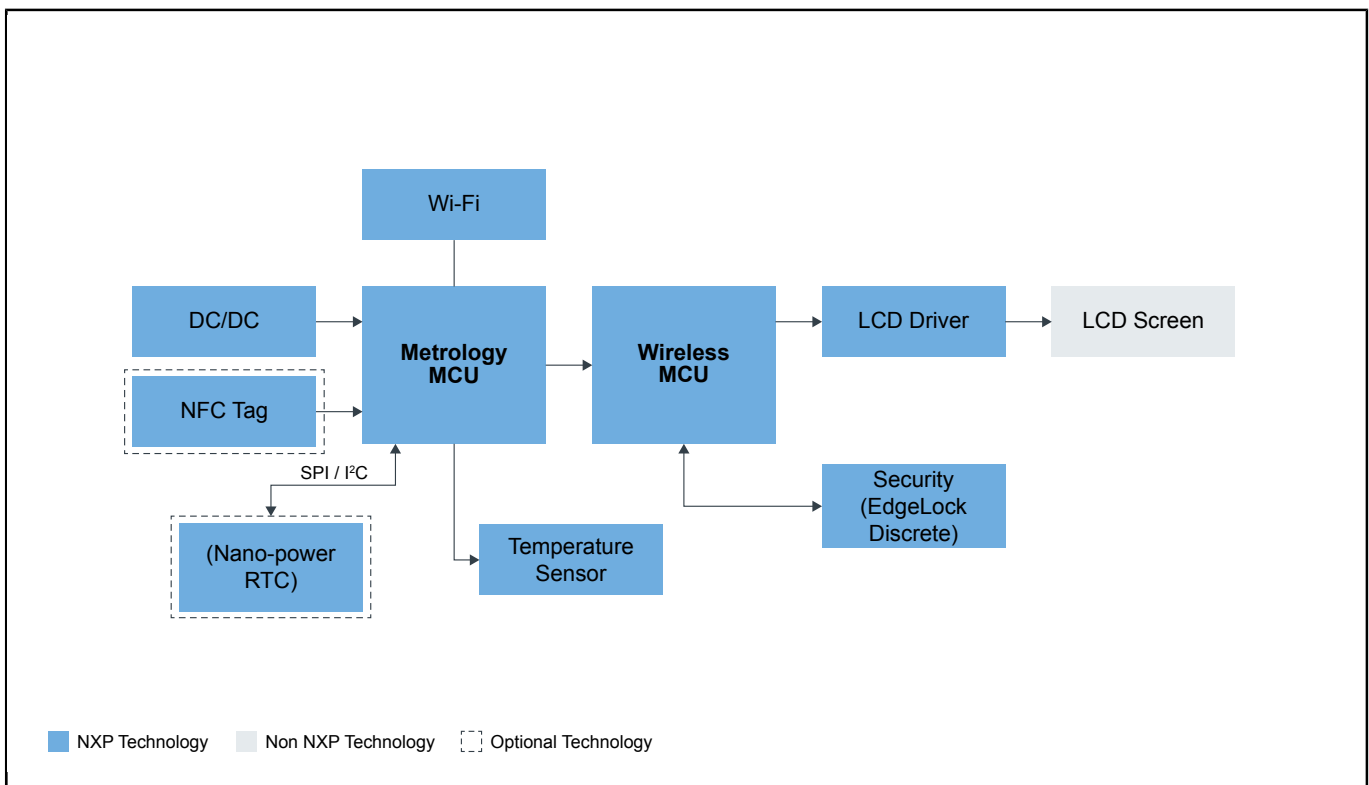 Wi-Fi
DC/DC
Metrology
MCU
Wireless
MCU
LCD Driver
LCD Screen
NFC Tag
SPI / I²C
(Nano-power
RTC)
Temperature
Sensor
Security
(EdgeLock
Discrete)
NXP Technology
Non NXP Technology
Optional Technology